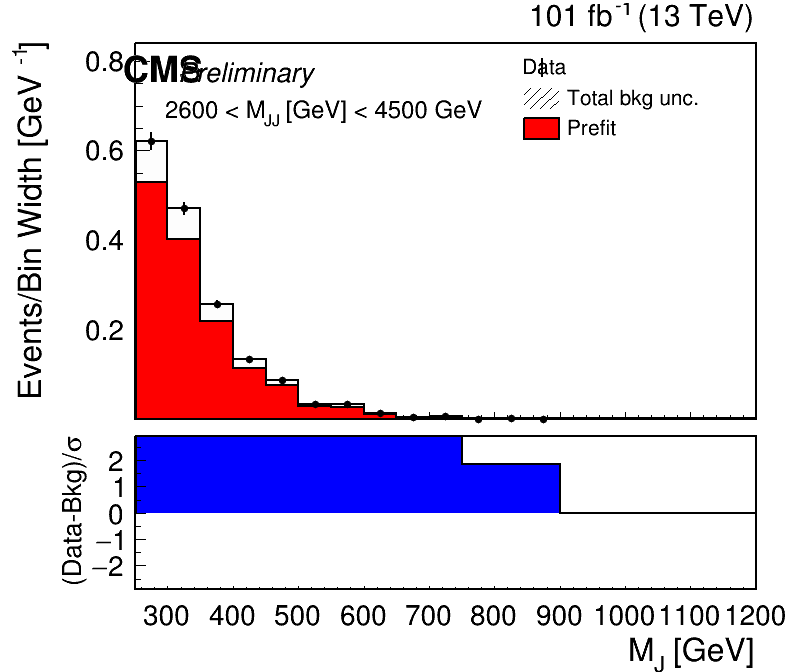 101 fb-1 (13 TeV)
CMS Preliminary
2600 < MJJ [GeV] < 4500 GeV
Data
Total bkg unc.
Prefit
Events/Bin Width [GeV-1]
0.8
0.6
0.4
0.2
(Data-Bkg)/σ
2
1
0
−1
−2
300 400 500 600 700 800 900 1000 1100 1200
MJ [GeV]